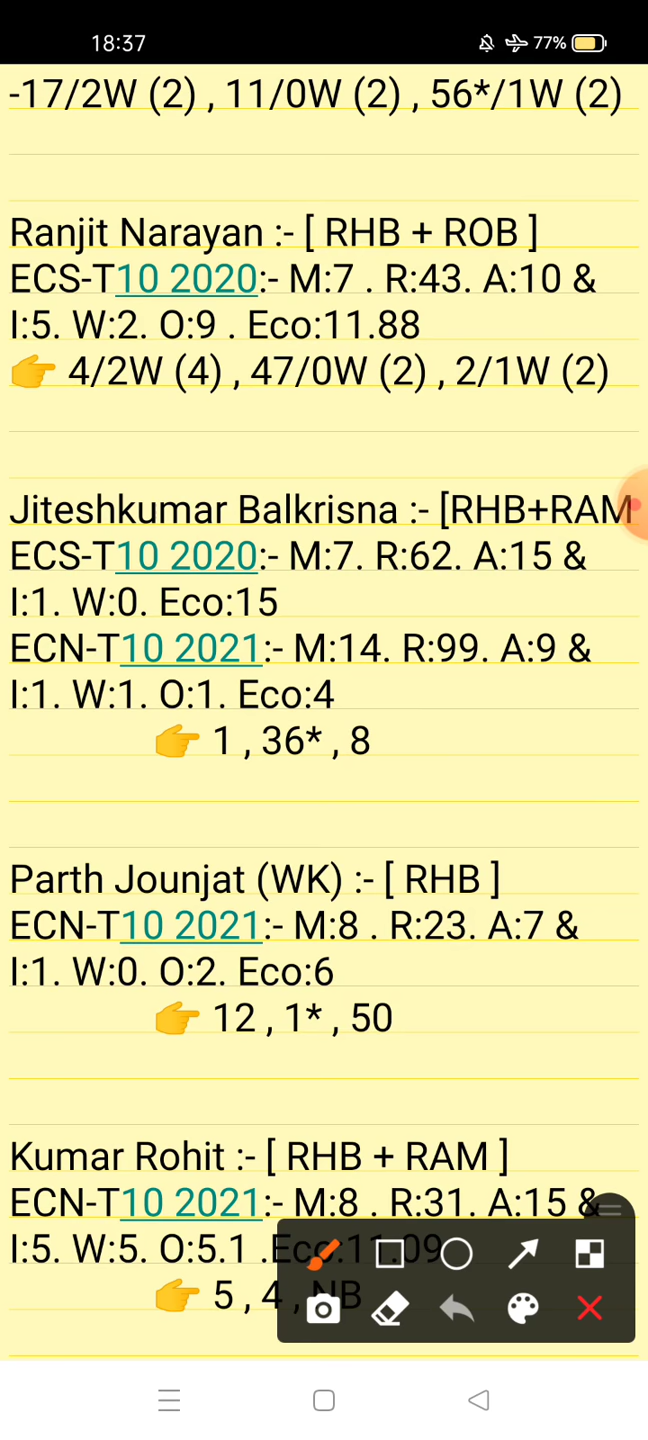 18:37 77%
-17/2W (2) , 11/0W (2) , 56*/1W (2)
Ranjit Narayan :- [ RHB + ROB ]
ECS-T10 2020:- M:7 . R:43. A:10 &
I:5. W:2. O:9 . Eco:11.88
👉 4/2W (4) , 47/0W (2) , 2/1W (2)
Jiteshkumar Balkrisna :- [RHB+RAM
ECS-T10 2020:- M:7. R:62. A:15 &
I:1. W:0. Eco:15
ECN-T10 2021:- M:14. R:99. A:9 &
I:1. W:1. O:1. Eco:4
👉 1 , 36* , 8
Parth Jounjat (WK) :- [ RHB ]
ECN-T10 2021:- M:8 . R:23. A:7 &
I:1. W:0. O:2. Eco:6
👉 12 , 1* , 50
Kumar Rohit :- [ RHB + RAM ]
ECN-T10 2021:- M:8 . R:31. A:15 &
I:5. W:5. O:5.1 .Eco:11.09
👉 5 , 4 , NB